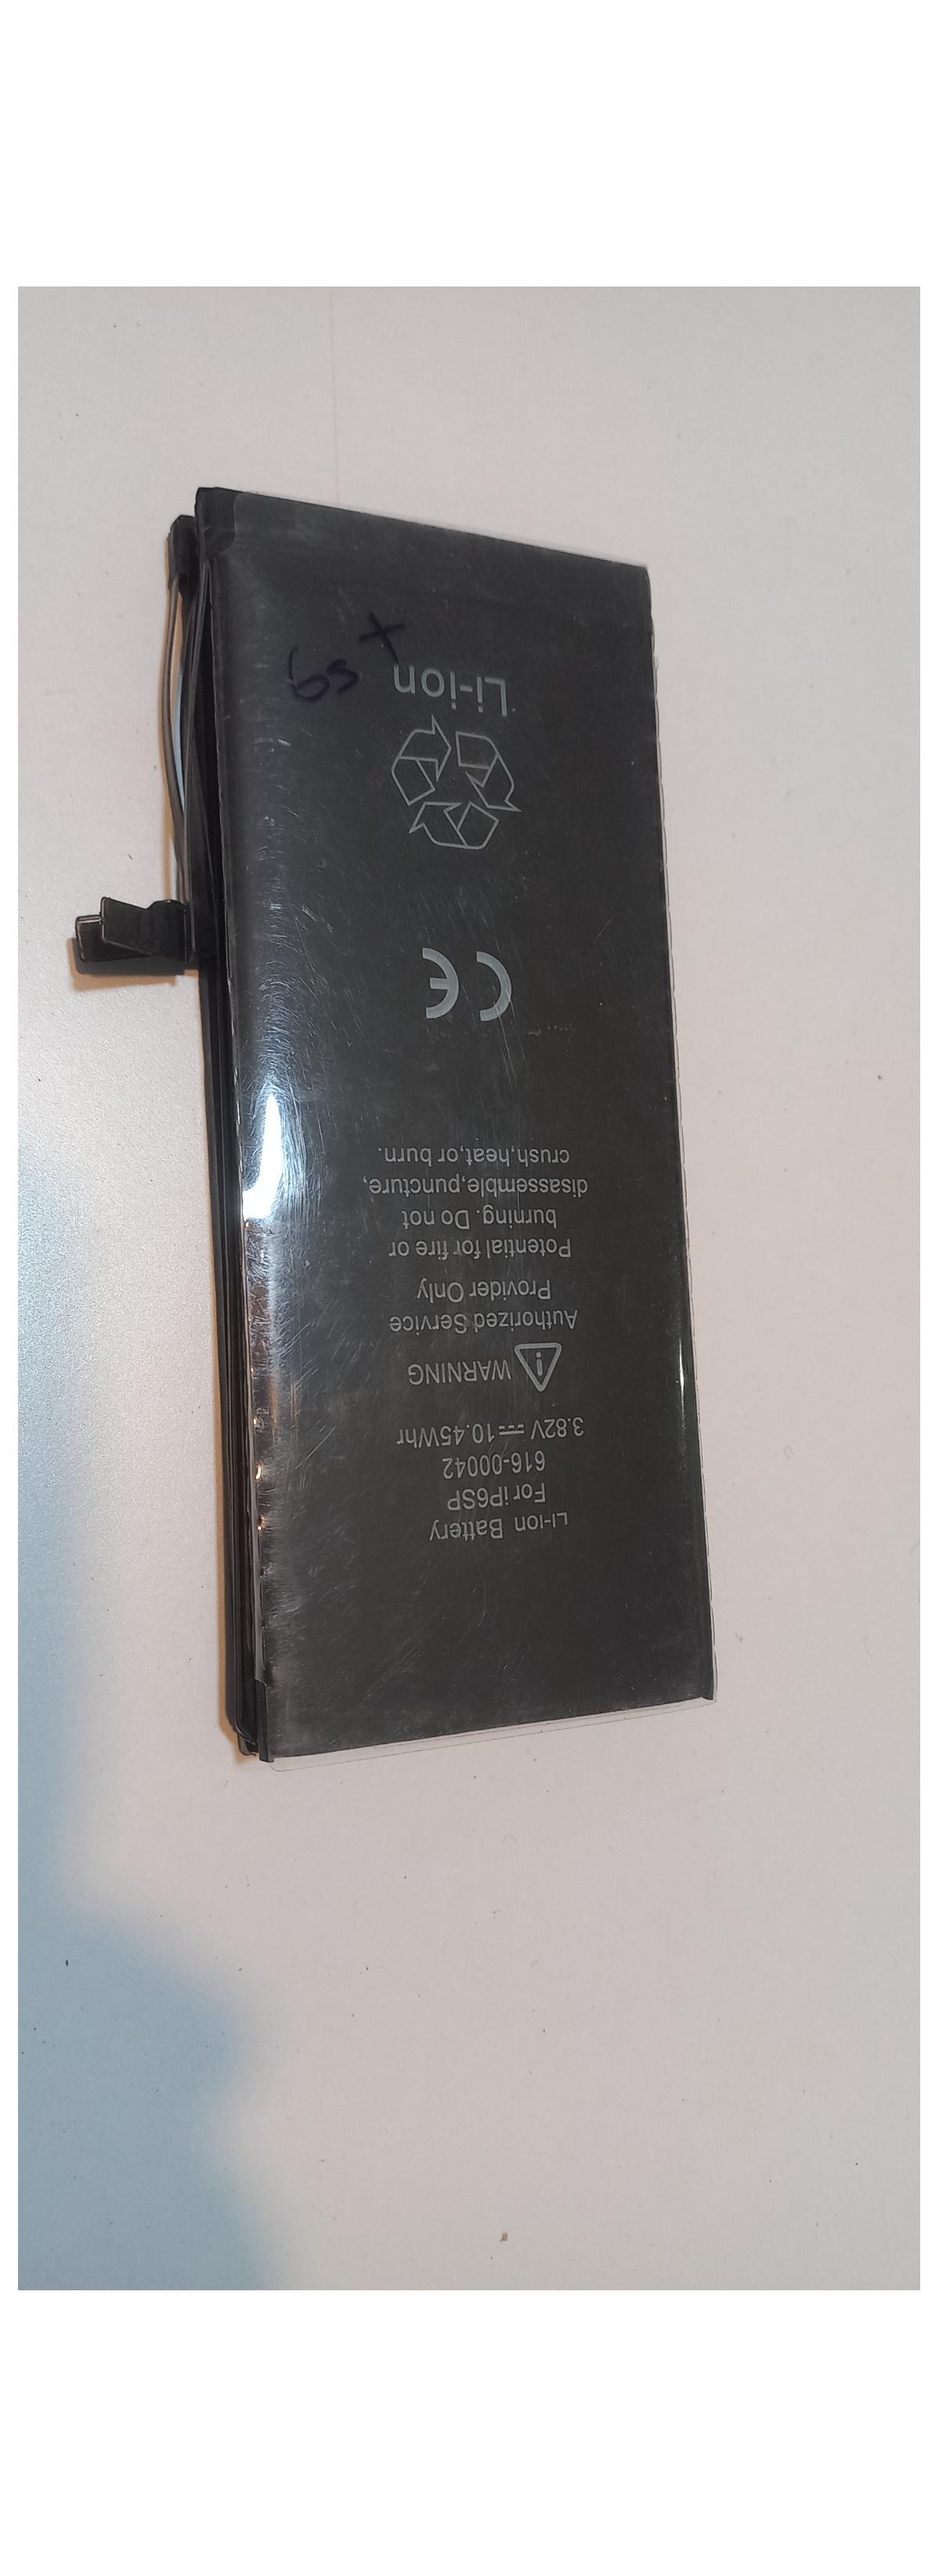 Li-ion Battery
For iP6SP
616-00042
3.82V ⎓ 10.45Whr
WARNING
Authorized Service
Provider Only
Potential for fire or
burning. Do not
disassemble,puncture,
crush,heat,or burn.
CE
Li-ion
6s+